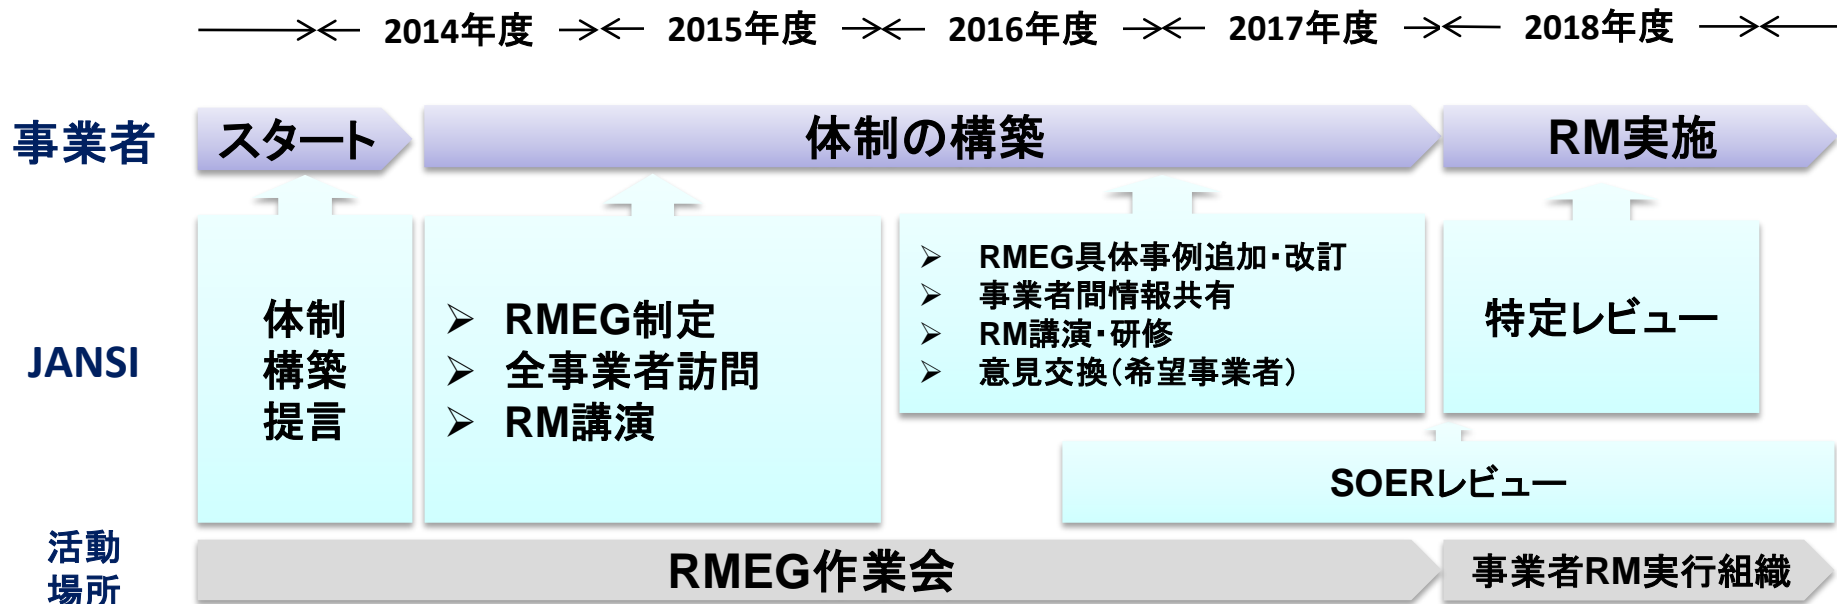 2014年度 2015年度 2016年度 2017年度 2018年度
事業者
スタート
体制の構築
RM実施
JANSI
体制
構築
提言
➢ RMEG制定
➢ 全事業者訪問
➢ RM講演
➢ RMEG具体事例追加・改訂
➢ 事業者間情報共有
➢ RM講演・研修
➢ 意見交換(希望事業者)
特定レビュー
SOERレビュー
活動
場所
RMEG作業会
事業者RM実行組織